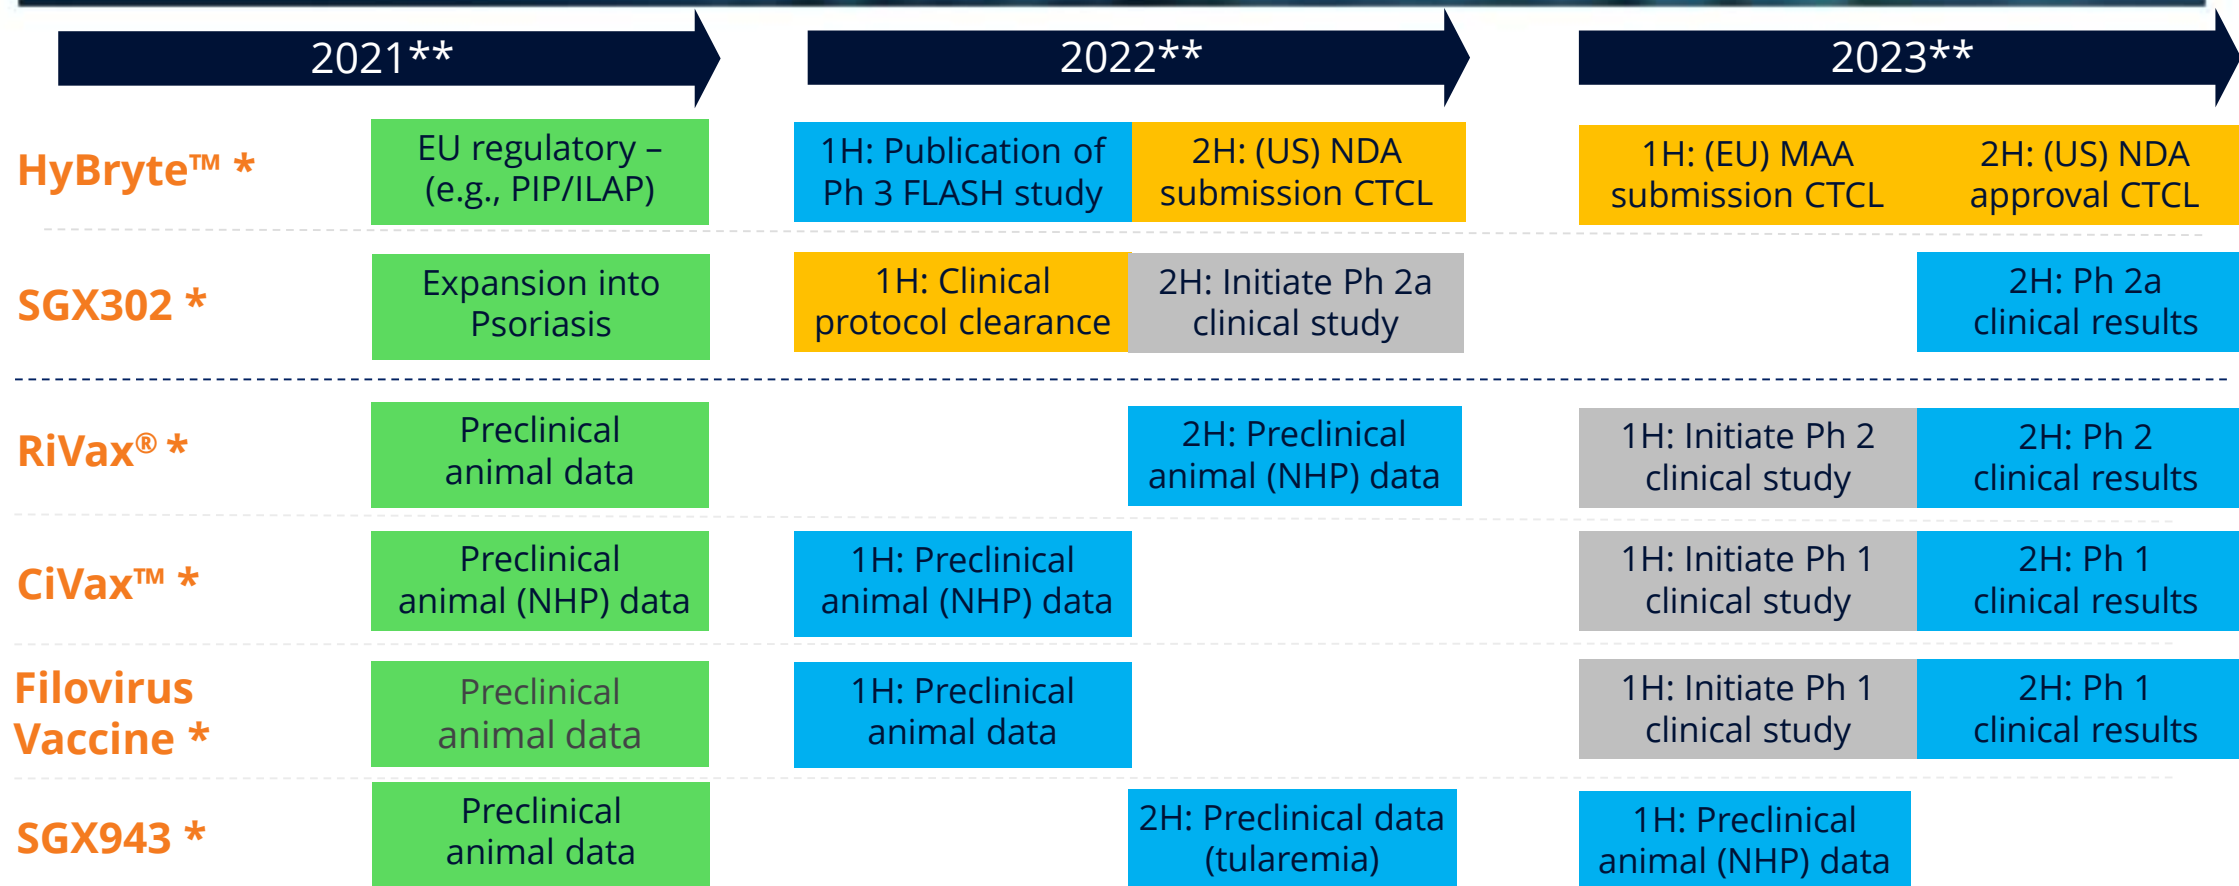 2021**
2022**
2023**
HyBryte™ *
EU regulatory –
(e.g., PIP/ILAP)
1H: Publication of
Ph 3 FLASH study
2H: (US) NDA
submission CTCL
1H: (EU) MAA
submission CTCL
2H: (US) NDA
approval CTCL
SGX302 *
Expansion into
Psoriasis
1H: Clinical
protocol clearance
2H: Initiate Ph 2a
clinical study
2H: Ph 2a
clinical results
RiVax® *
Preclinical
animal data
2H: Preclinical
animal (NHP) data
1H: Initiate Ph 2
clinical study
2H: Ph 2
clinical results
CiVax™ *
Preclinical
animal (NHP) data
1H: Preclinical
animal (NHP) data
1H: Initiate Ph 1
clinical study
2H: Ph 1
clinical results
Filovirus
Vaccine *
Preclinical
animal data
1H: Preclinical
animal data
1H: Initiate Ph 1
clinical study
2H: Ph 1
clinical results
SGX943 *
Preclinical
animal data
2H: Preclinical data
(tularemia)
1H: Preclinical
animal (NHP) data